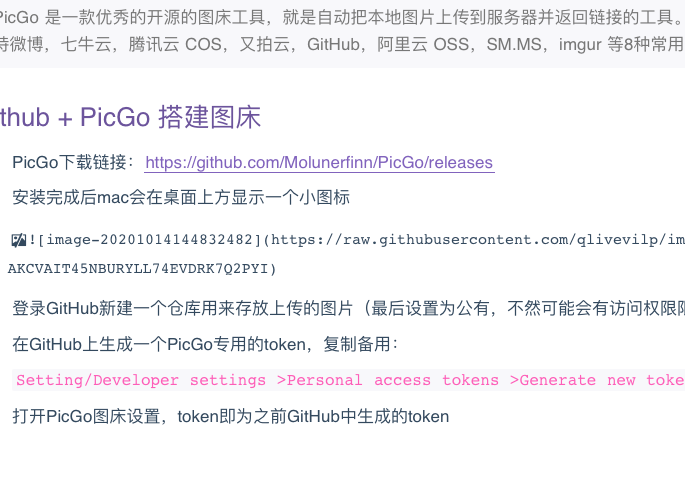 PicGo 是一款优秀的开源的图床工具，就是自动把本地图片上传到服务器并返回链接的工具。
持微博，七牛云，腾讯云 COS，又拍云，GitHub，阿里云 OSS，SM.MS，imgur 等8种常用
thub + PicGo 搭建图床
PicGo下载链接：https://github.com/Molunerfinn/PicGo/releases
安装完成后mac会在桌面上方显示一个小图标
![image-20201014144832482](https://raw.githubusercontent.com/qlivevilp/im
AKCVAIT45NBURYLL74EVDRK7Q2PYI)
登录GitHub新建一个仓库用来存放上传的图片（最后设置为公有，不然可能会有访问权限限
在GitHub上生成一个PicGo专用的token，复制备用：
Setting/Developer settings >Personal access tokens >Generate new toke
打开PicGo图床设置，token即为之前GitHub中生成的token